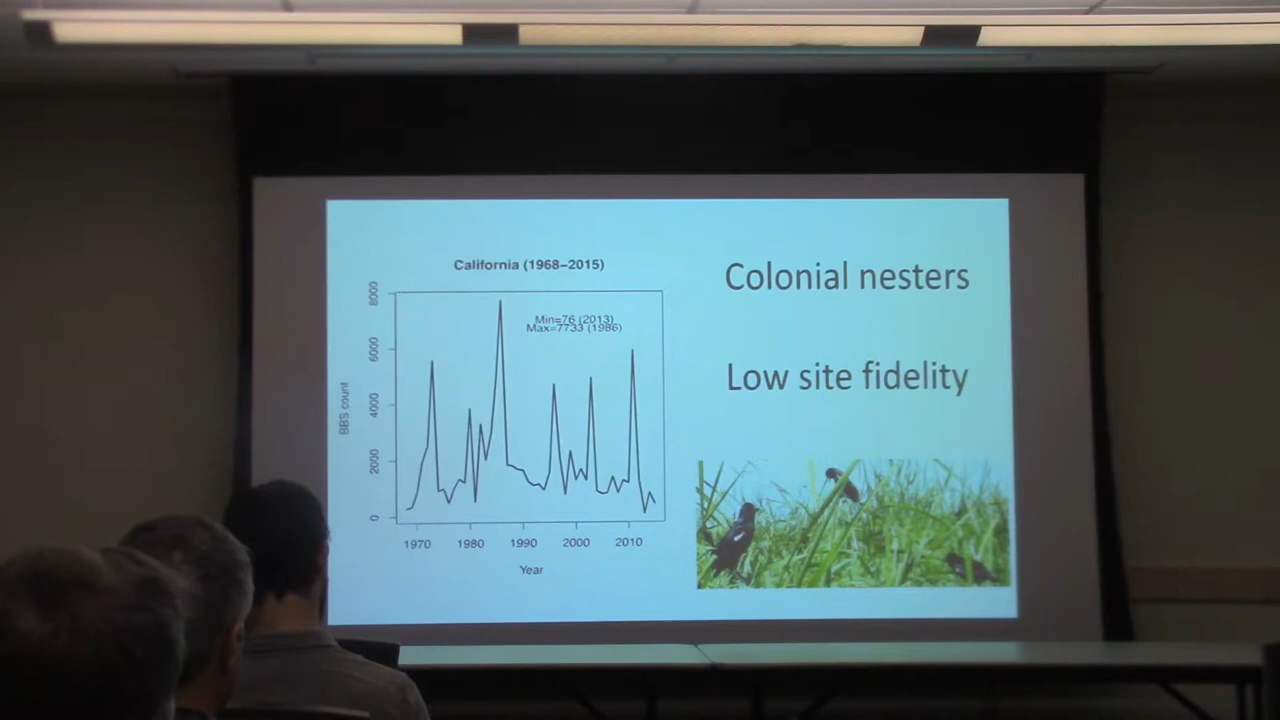 California (1968–2015)
Min=76 (2013)
Max=7733 (1986)
BBS count
8000
6000
4000
2000
0
1970 1980 1990 2000 2010
Year
Colonial nesters
Low site fidelity